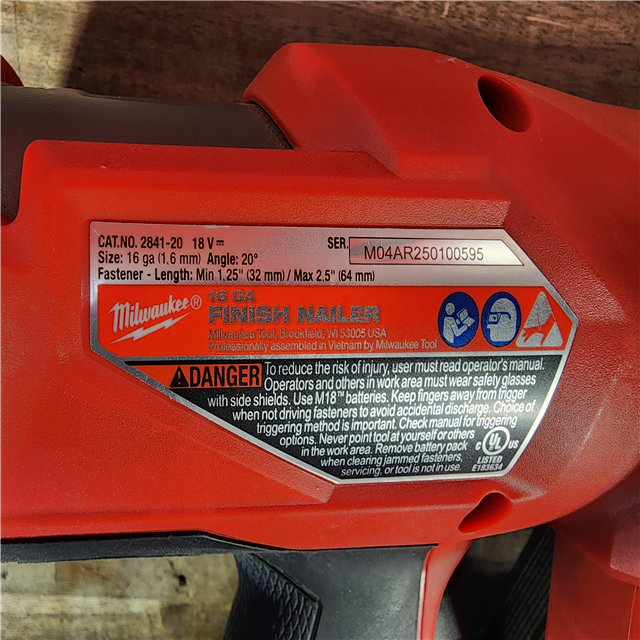 CAT.NO. 2841-20 18 V⎓ SER. M04AR250100595
Size: 16 ga (1,6 mm) Angle: 20°
Fastener - Length: Min 1,25" (32 mm) / Max 2.5" (64 mm)
Milwaukee®
16 GA
FINISH NAILER
Milwaukee Tool, Brookfield, WI 53005 USA
Professionally assembled in Vietnam by Milwaukee Tool
DANGER To reduce the risk of injury, user must read operator's manual.
Operators and others in work area must wear safety glasses
with side shields. Use M18™ batteries. Keep fingers away from trigger
when not driving fasteners to avoid accidental discharge. Choice of
triggering method is important. Check manual for triggering
options. Never point tool at yourself or others
in the work area. Remove battery pack
when clearing jammed fasteners,
servicing, or tool is not in use.
C UL US
LISTED
E183634